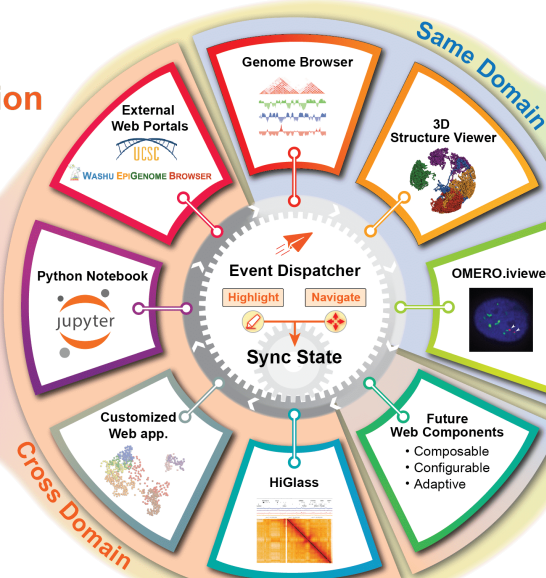 ion
Same Domain
Genome Browser
External
Web Portals
UCSC
WASHU EPIGENOME BROWSER
3D
Structure Viewer
Python Notebook
jupyter
Event Dispatcher
Highlight
Navigate
Sync State
OMERO.iviewe
Customized
Web app.
HiGlass
Future
Web Components
• Composable
• Configurable
• Adaptive
Cross Domain